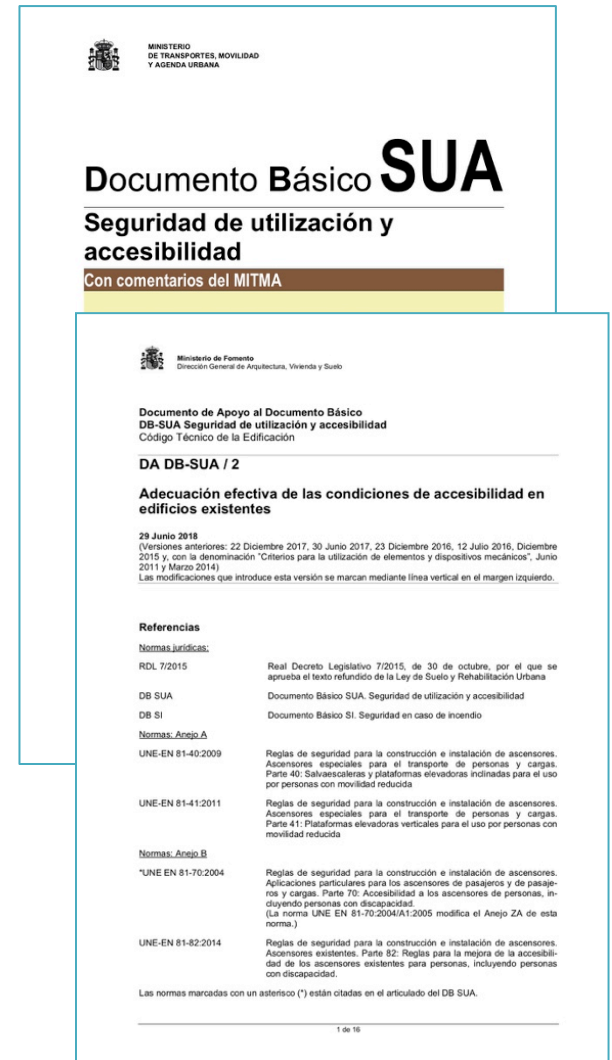 MINISTERIO
DE TRANSPORTES, MOVILIDAD
Y AGENDA URBANA
Documento Básico SUA
Seguridad de utilización y
accesibilidad
Con comentarios del MITMA
Ministerio de Fomento
Dirección General de Arquitectura, Vivienda y Suelo
Documento de Apoyo al Documento Básico
DB-SUA Seguridad de utilización y accesibilidad
Código Técnico de la Edificación
DA DB-SUA / 2
Adecuación efectiva de las condiciones de accesibilidad en
edificios existentes
29 Junio 2018
(Versiones anteriores: 22 Diciembre 2017, 30 Junio 2017, 23 Diciembre 2016, 12 Julio 2016, Diciembre
2015 y, con la denominación "Criterios para la utilización de elementos y dispositivos mecánicos", Junio
2011 y Marzo 2014)
Las modificaciones que introduce esta versión se marcan mediante línea vertical en el margen izquierdo.
Referencias
Normas jurídicas:
RDL 7/2015 Real Decreto Legislativo 7/2015, de 30 de octubre, por el que se
aprueba el texto refundido de la Ley de Suelo y Rehabilitación Urbana
DB SUA Documento Básico SUA. Seguridad de utilización y accesibilidad
DB SI Documento Básico SI. Seguridad en caso de incendio
Normas: Anejo A
UNE-EN 81-40:2009 Reglas de seguridad para la construcción e instalación de ascensores.
Ascensores especiales para el transporte de personas y cargas.
Parte 40: Salvaescaleras y plataformas elevadoras inclinadas para el uso
por personas con movilidad reducida
UNE-EN 81-41:2011 Reglas de seguridad para la construcción e instalación de ascensores.
Ascensores especiales para el transporte de personas y cargas.
Parte 41: Plataformas elevadoras verticales para el uso por personas con
movilidad reducida
Normas: Anejo B
*UNE EN 81-70:2004 Reglas de seguridad para la construcción e instalación de ascensores.
Aplicaciones particulares para los ascensores de pasajeros y de pasaje-
ros y cargas. Parte 70: Accesibilidad a los ascensores de personas, in-
cluyendo personas con discapacidad.
(La norma UNE EN 81-70:2004/A1:2005 modifica el Anejo ZA de esta
norma.)
UNE-EN 81-82:2014 Reglas de seguridad para la construcción e instalación de ascensores.
Ascensores existentes. Parte 82: Reglas para la mejora de la accesibili-
dad de los ascensores existentes para personas, incluyendo personas
con discapacidad.
Las normas marcadas con un asterisco (*) están citadas en el articulado del DB SUA.
1 de 16